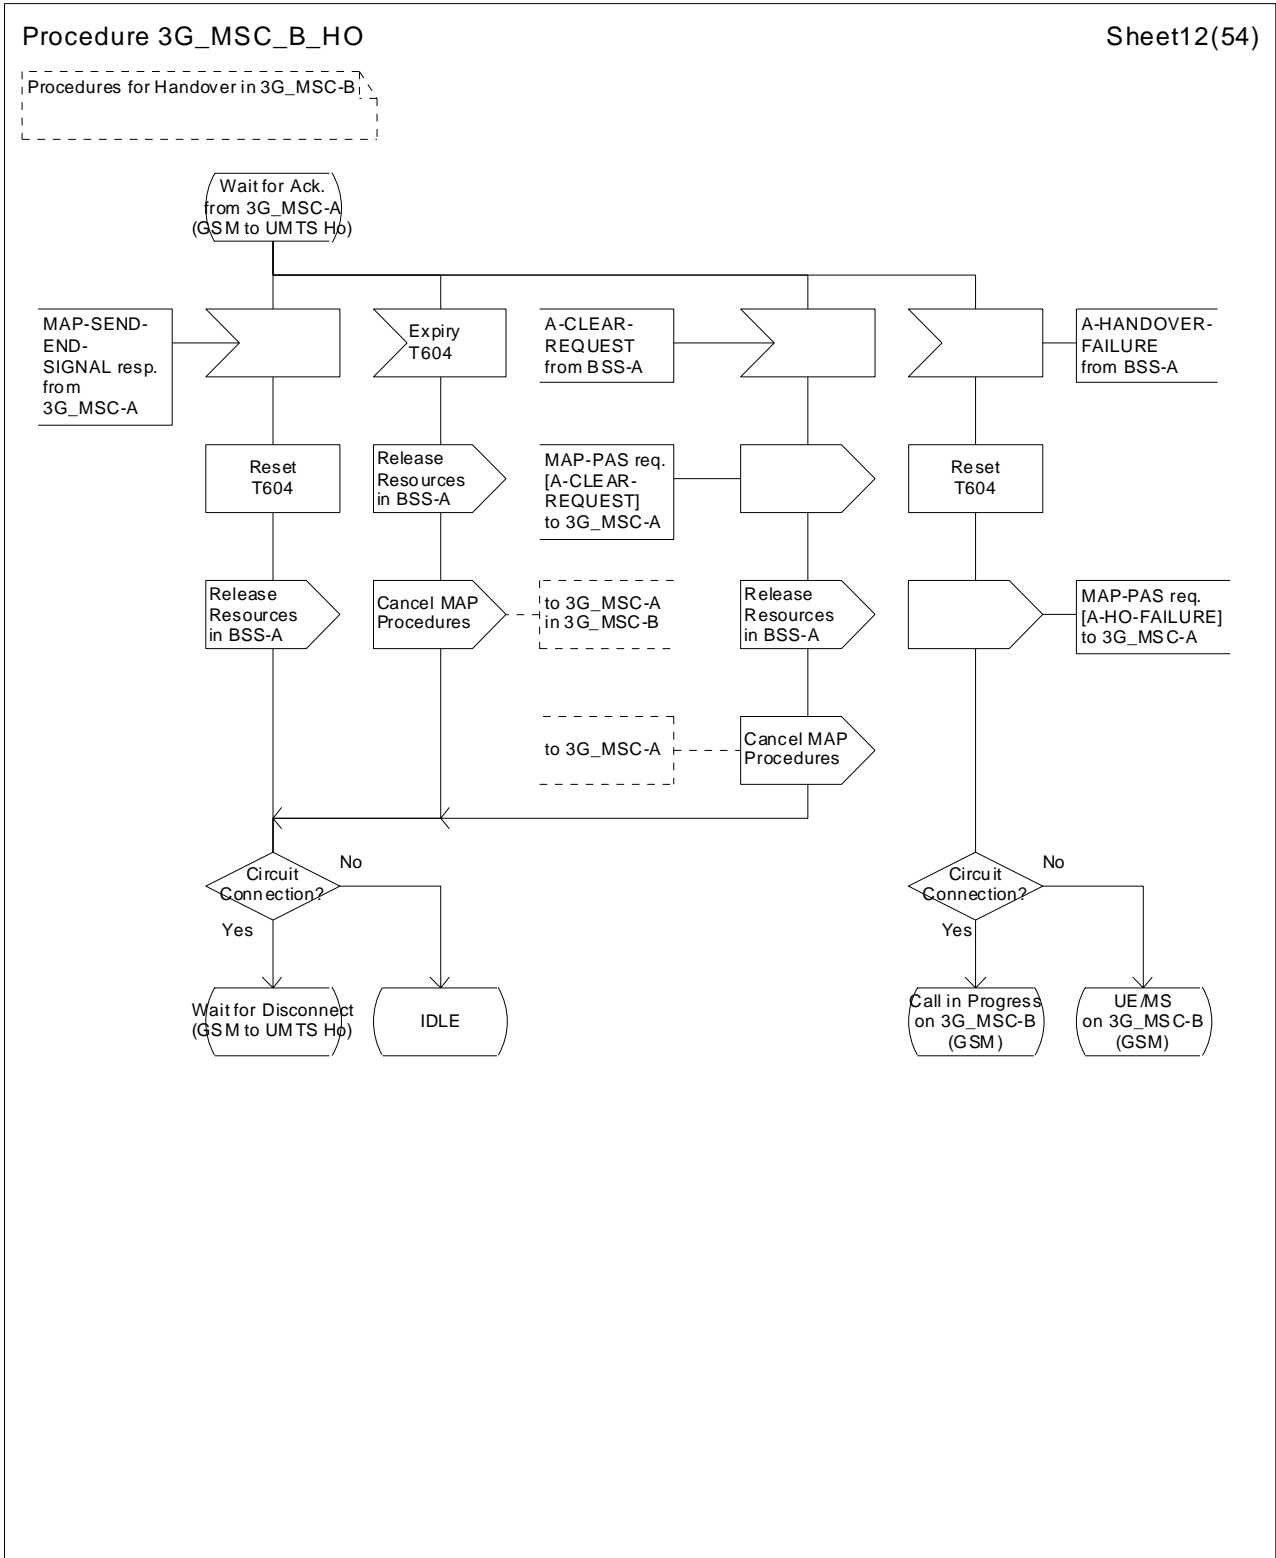 Procedure 3G_MSC_B_HO
Sheet12(54)
Procedures for Handover in 3G_MSC-B
Wait for Ack.
from 3G_MSC-A
(GSM to UMTS Ho)
MAP-SEND-
END-
SIGNAL resp.
from
3G_MSC-A
Expiry
T604
A-CLEAR-
REQUEST
from BSS-A
A-HANDOVER-
FAILURE
from BSS-A
Reset
T604
Release
Resources
in BSS-A
MAP-PAS req.
[A-CLEAR-
REQUEST]
to 3G_MSC-A
Reset
T604
Release
Resources
in BSS-A
Cancel MAP
Procedures
to 3G_MSC-A
in 3G_MSC-B
Release
Resources
in BSS-A
MAP-PAS req.
[A-HO-FAILURE]
to 3G_MSC-A
to 3G_MSC-A
Cancel MAP
Procedures
Circuit
Connection?
No
Yes
Circuit
Connection?
No
Yes
Wait for Disconnect
(GSM to UMTS Ho)
IDLE
Call in Progress
on 3G_MSC-B
(GSM)
UE/MS
on 3G_MSC-B
(GSM)